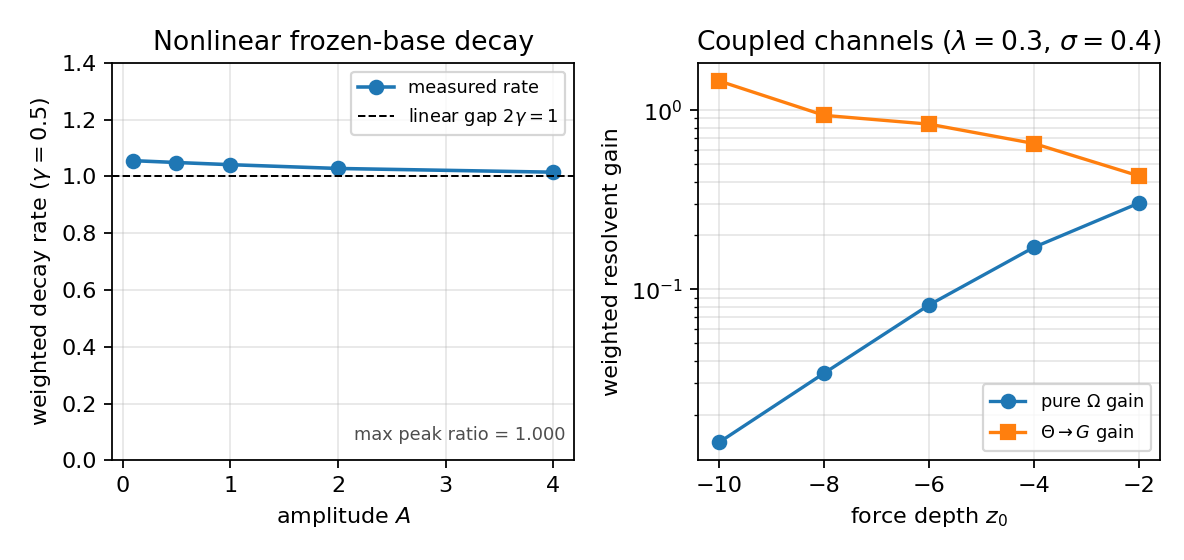 Nonlinear frozen-base decay
weighted decay rate (γ = 0.5)
1.4
1.2
1.0
0.8
0.6
0.4
0.2
0.0
measured rate
linear gap 2γ = 1
max peak ratio = 1.000
0
1
2
3
4
amplitude A
Coupled channels (λ = 0.3, σ = 0.4)
weighted resolvent gain
10⁰
10⁻¹
pure Ω gain
Θ → G gain
−10
−8
−6
−4
−2
force depth z₀